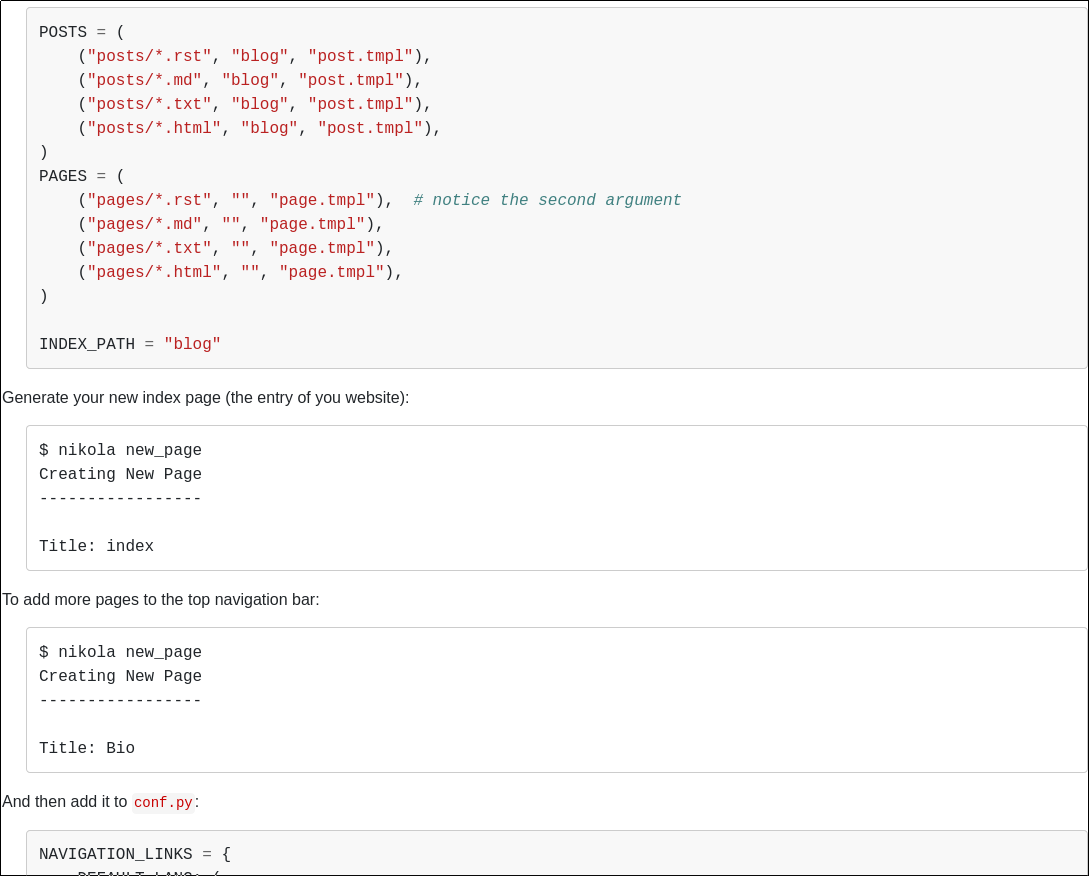 POSTS = (
    ("posts/*.rst", "blog", "post.tmpl"),
    ("posts/*.md", "blog", "post.tmpl"),
    ("posts/*.txt", "blog", "post.tmpl"),
    ("posts/*.html", "blog", "post.tmpl"),
)
PAGES = (
    ("pages/*.rst", "", "page.tmpl"),  # notice the second argument
    ("pages/*.md", "", "page.tmpl"),
    ("pages/*.txt", "", "page.tmpl"),
    ("pages/*.html", "", "page.tmpl"),
)
INDEX_PATH = "blog"
Generate your new index page (the entry of you website):
$ nikola new_page
Creating New Page
-----------------
Title: index
To add more pages to the top navigation bar:
$ nikola new_page
Creating New Page
-----------------
Title: Bio
And then add it to conf.py:
NAVIGATION_LINKS = {
    DEFAULT_LANG: (